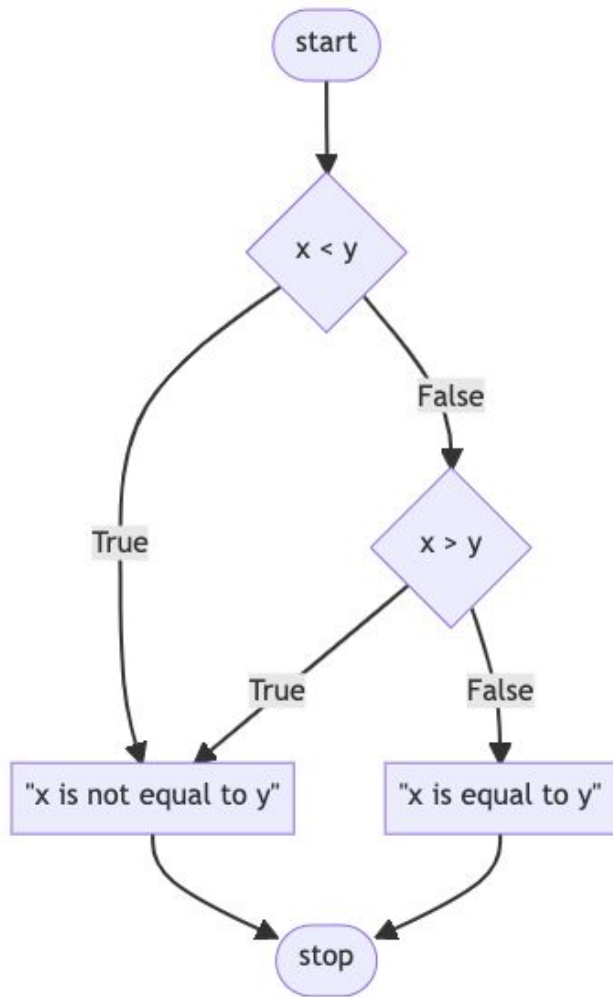 start
x < y
False
True
x > y
True
False
"x is not equal to y"
"x is equal to y"
stop